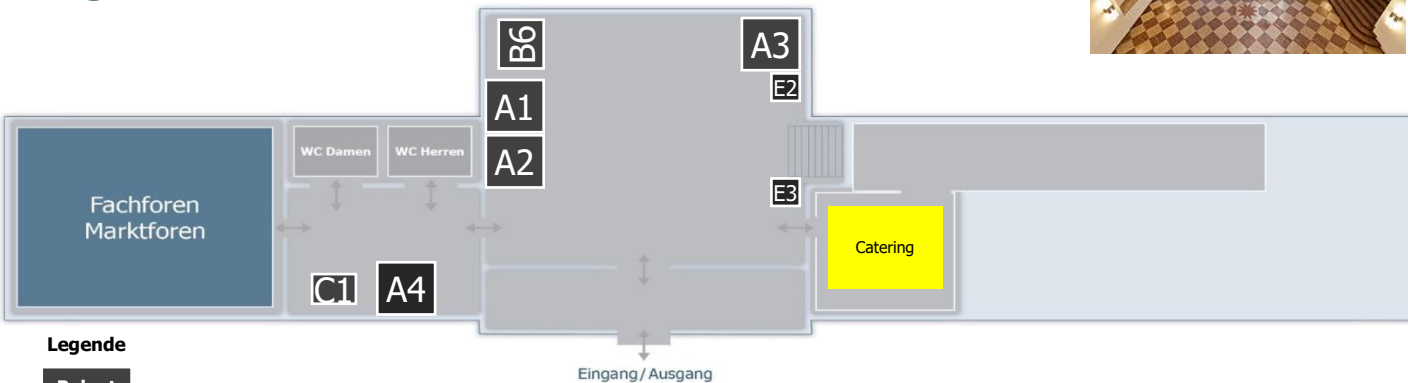 B6
A3
E2
A1
WC Damen
WC Herren
A2
E3
Fachforen
Marktforen
Catering
C1
A4
Legende
Eingang/Ausgang